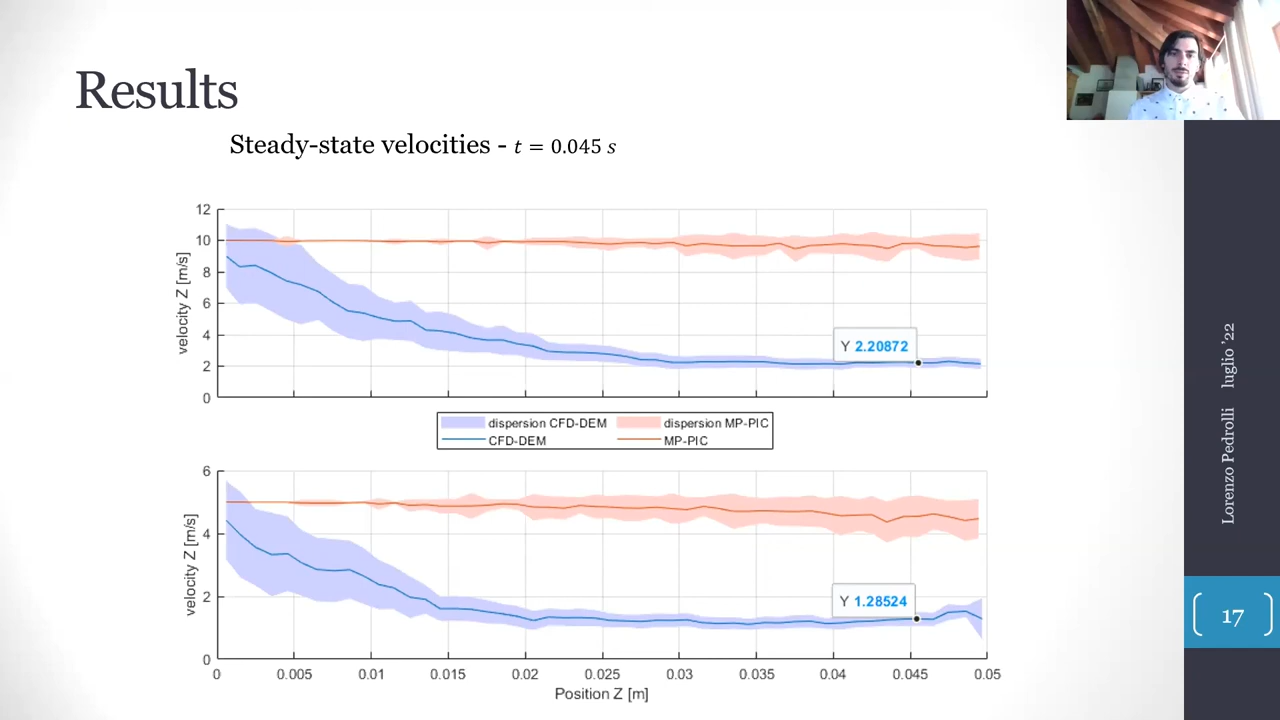 Results
Steady-state velocities - t = 0.045 s
12
10
8
6
4
2
0
velocity Z [m/s]
Y 2.20872
dispersion CFD-DEM
dispersion MP-PIC
CFD-DEM
MP-PIC
6
4
2
0
velocity Z [m/s]
Y 1.28524
0 0.005 0.01 0.015 0.02 0.025 0.03 0.035 0.04 0.045 0.05
Position Z [m]
Lorenzo Pedrolli luglio '22
17